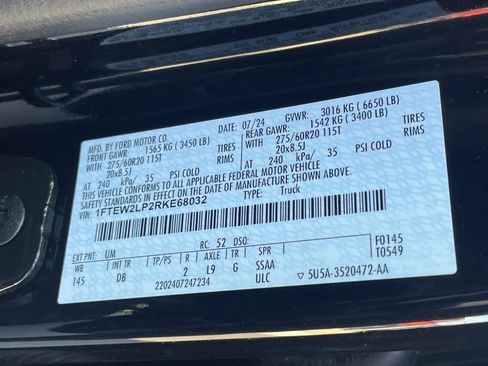 MFD. BY FORD MOTOR CO.
DATE: 07/24 GVWR: 3016 KG ( 6650 LB)
FRONT GAWR: 1565 KG ( 3450 LB) REAR GAWR: 1542 KG ( 3400 LB)
WITH 275/60R20 115T TIRES WITH 275/60R20 115T TIRES
20x8.5J RIMS 20x8.5J RIMS
AT 240 kPa/ 35 PSI COLD AT 240 kPa/ 35 PSI COLD
THIS VEHICLE CONFORMS TO ALL APPLICABLE FEDERAL MOTOR VEHICLE
SAFETY STANDARDS IN EFFECT ON THE DATE OF MANUFACTURE SHOWN ABOVE.
VIN: 1FTEW2LP2RKE68032 TYPE: Truck
EXT PNT: UM RC: 52 DSO: F0145
WB INT TR TP/PS R AXLE TR SPR T0549
145 DB 2 L9 G SSAA
2202407247234 ULC ▽ 5U5A-3520472-AA